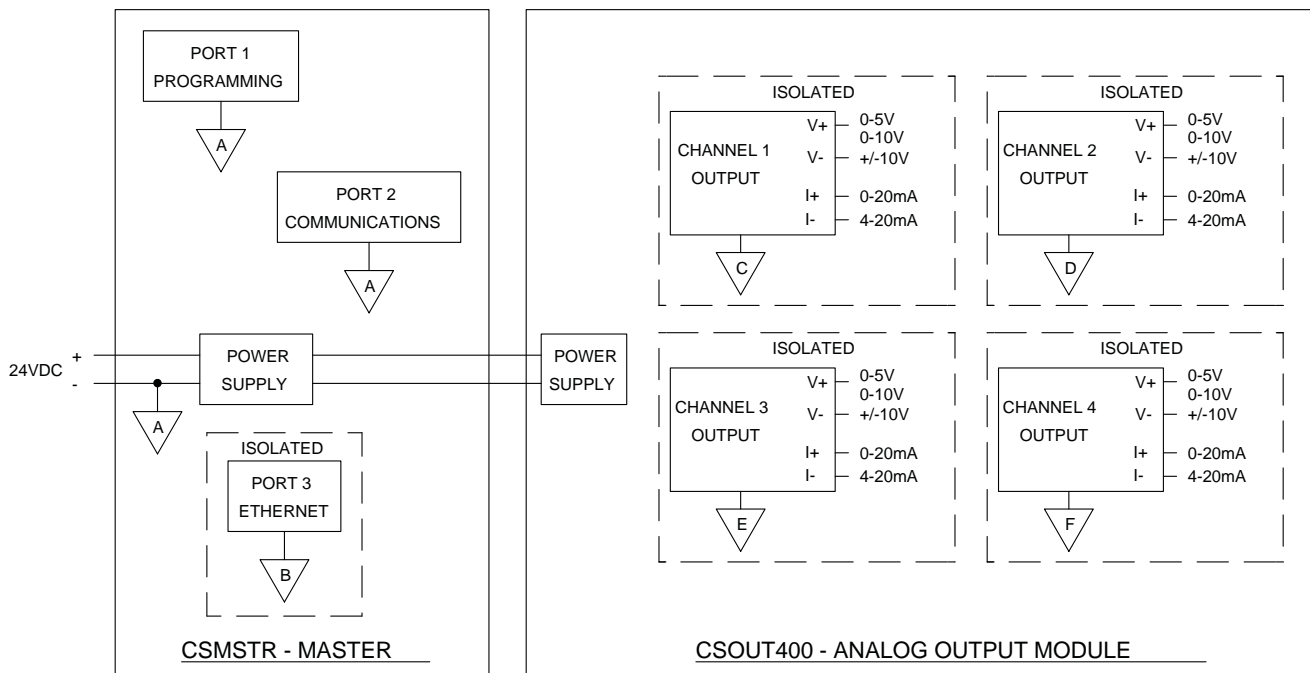 PORT 1
PROGRAMMING
A
PORT 2
COMMUNICATIONS
A
24VDC
+
-
POWER
SUPPLY
A
ISOLATED
PORT 3
ETHERNET
B
CSMSTR - MASTER
POWER
SUPPLY
ISOLATED
CHANNEL 1
OUTPUT
V+
V-
I+
I-
0-5V
0-10V
+/-10V
0-20mA
4-20mA
C
ISOLATED
CHANNEL 2
OUTPUT
V+
V-
I+
I-
0-5V
0-10V
+/-10V
0-20mA
4-20mA
D
ISOLATED
CHANNEL 3
OUTPUT
V+
V-
I+
I-
0-5V
0-10V
+/-10V
0-20mA
4-20mA
E
ISOLATED
CHANNEL 4
OUTPUT
V+
V-
I+
I-
0-5V
0-10V
+/-10V
0-20mA
4-20mA
F
CSOUT400 - ANALOG OUTPUT MODULE